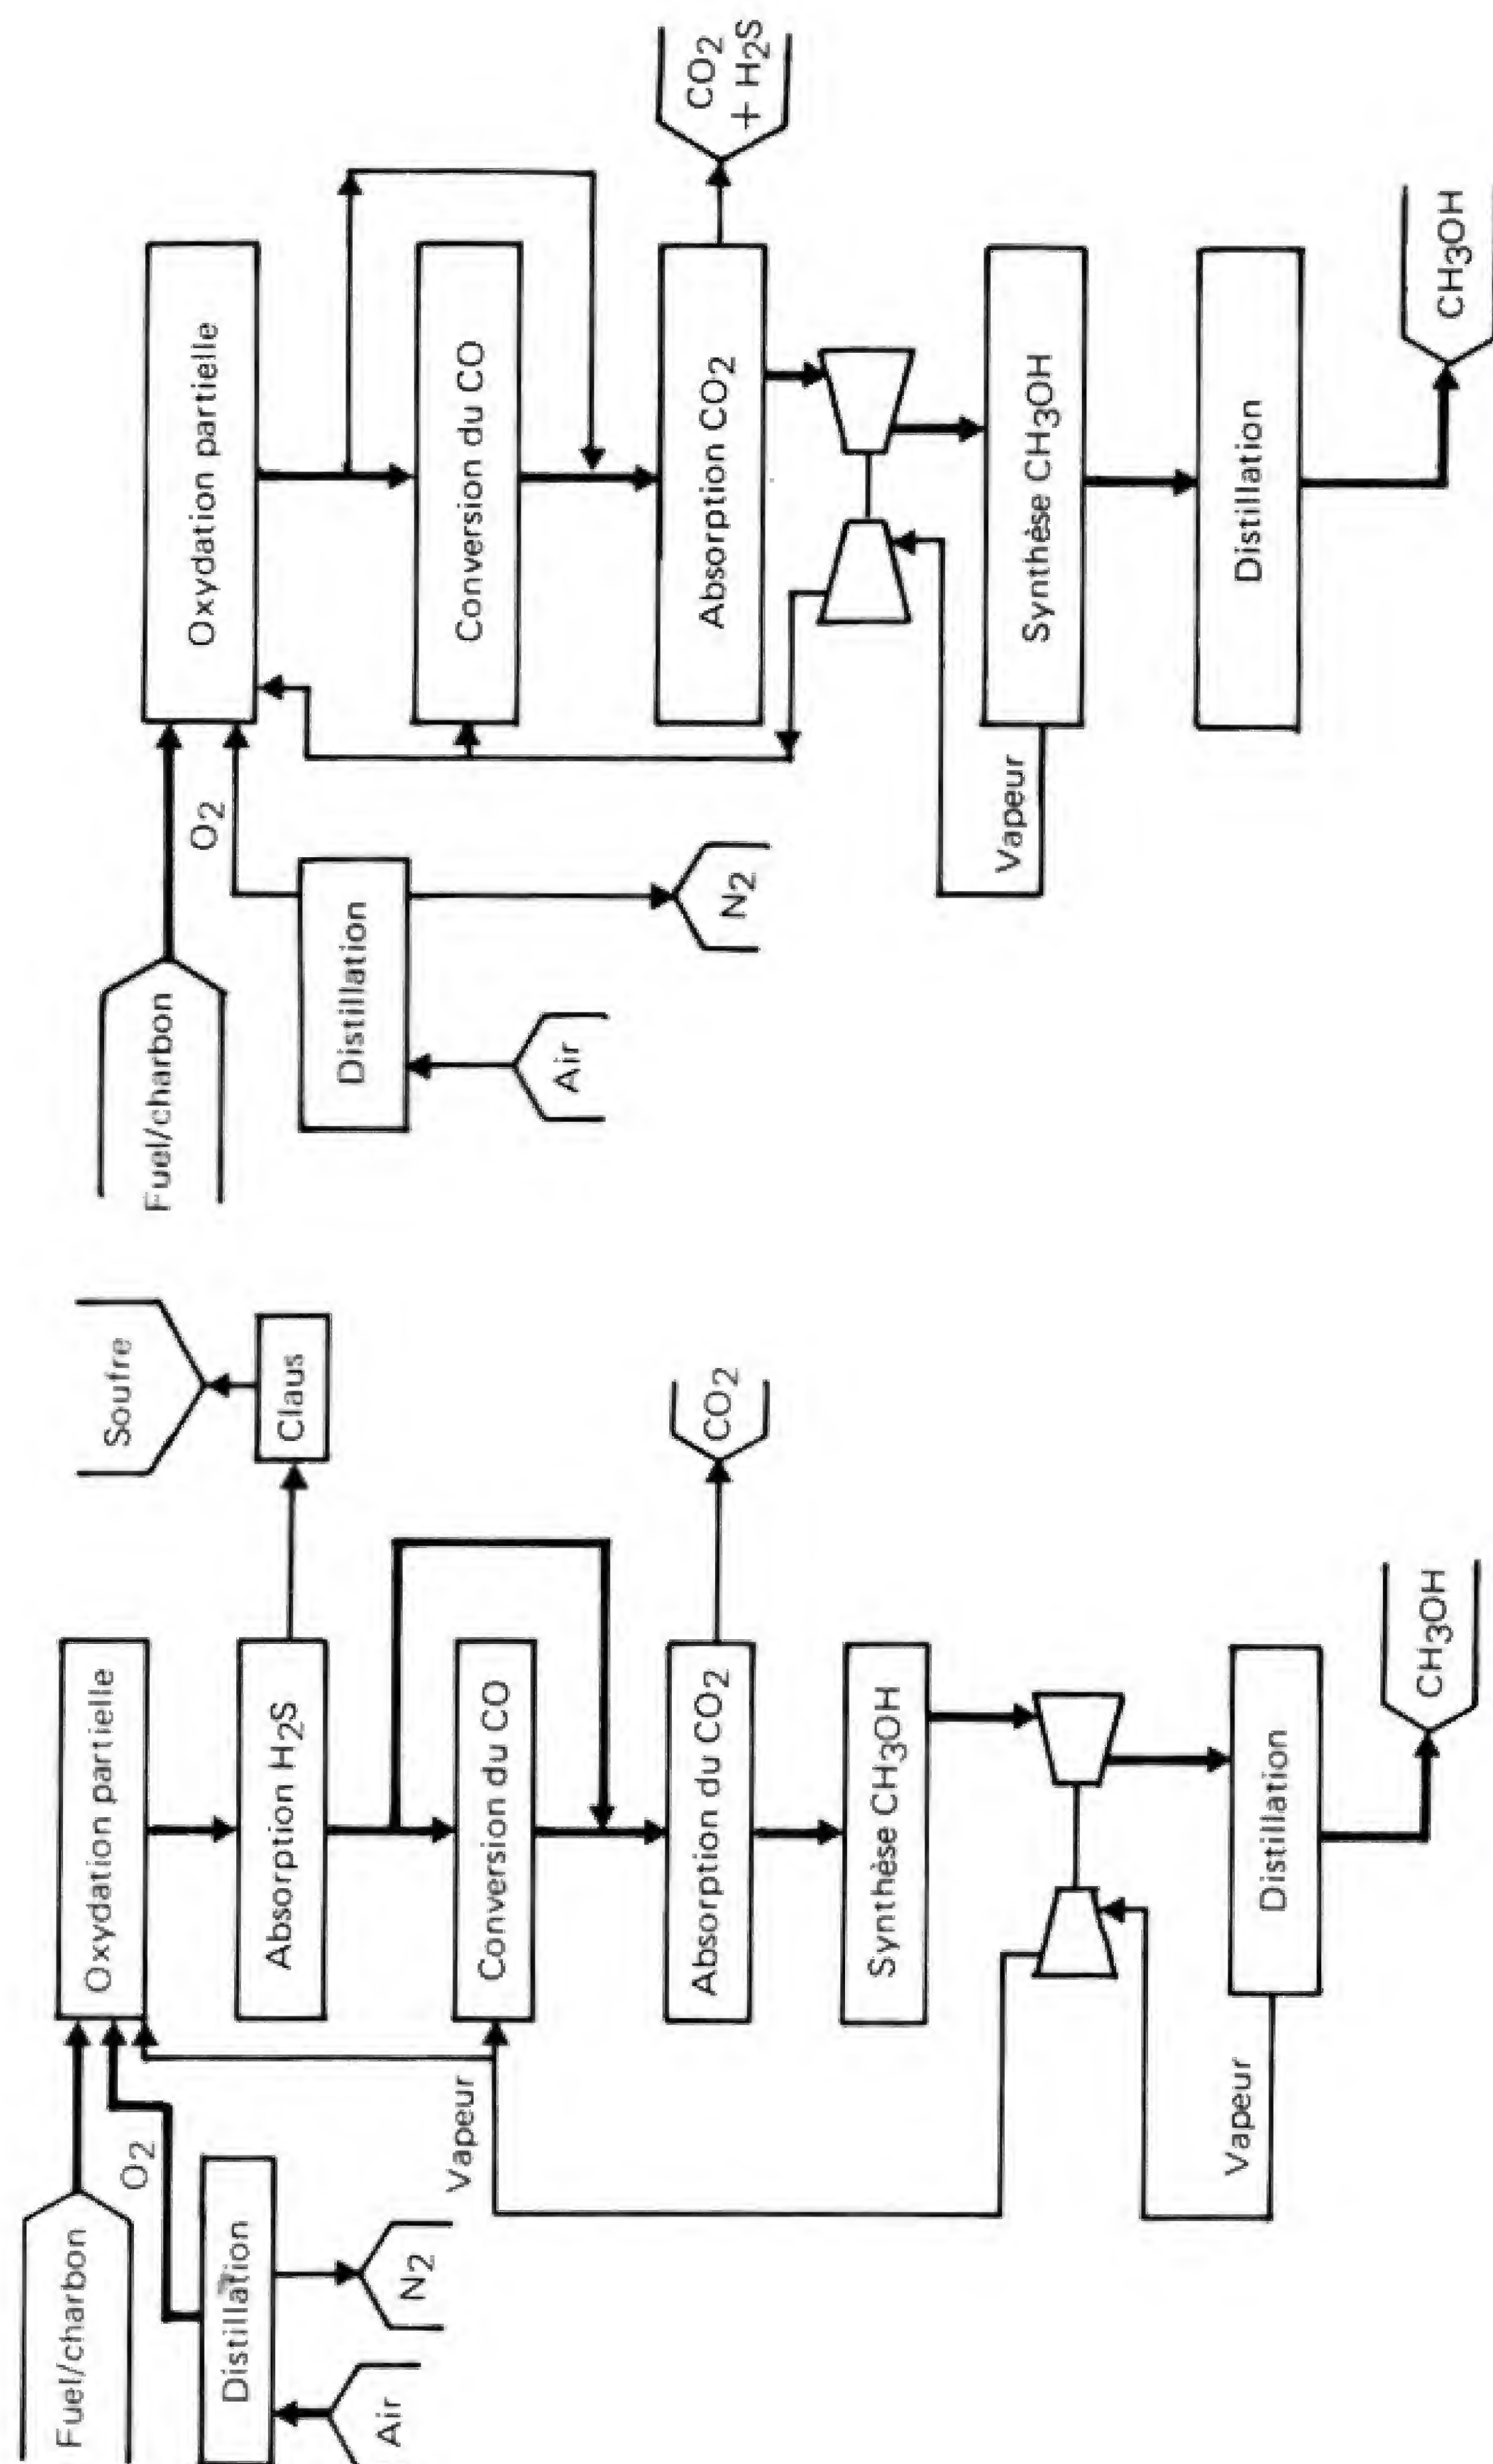 Fuel/charbon
O2
Distillation
Air
N2
Oxydation partielle
Absorption H2S
Claus
Soufre
Conversion du CO
Vapeur
Absorption du CO2
CO2
Synthèse CH3OH
Vapeur
Distillation
CH3OH
Fuel/charbon
O2
Distillation
Air
N2
Oxydation partielle
Conversion du CO
Absorption CO2
CO2
+ H2S
Synthèse CH3OH
Vapeur
Distillation
CH3OH